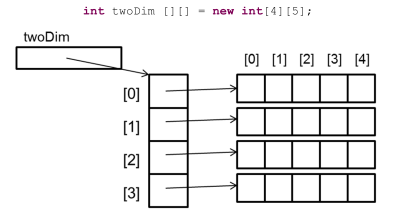 int twoDim [][] = new int[4][5];
twoDim
[0] [1] [2] [3] [4]
[0]
[1]
[2]
[3]